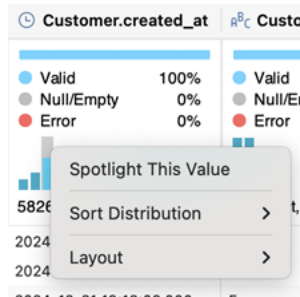 Customer.created_at ABC Custo
Valid 100% Valid
Null/Empty 0% Null/E
Error 0% Error
Spotlight This Value
5826
Sort Distribution
2024
2024
Layout